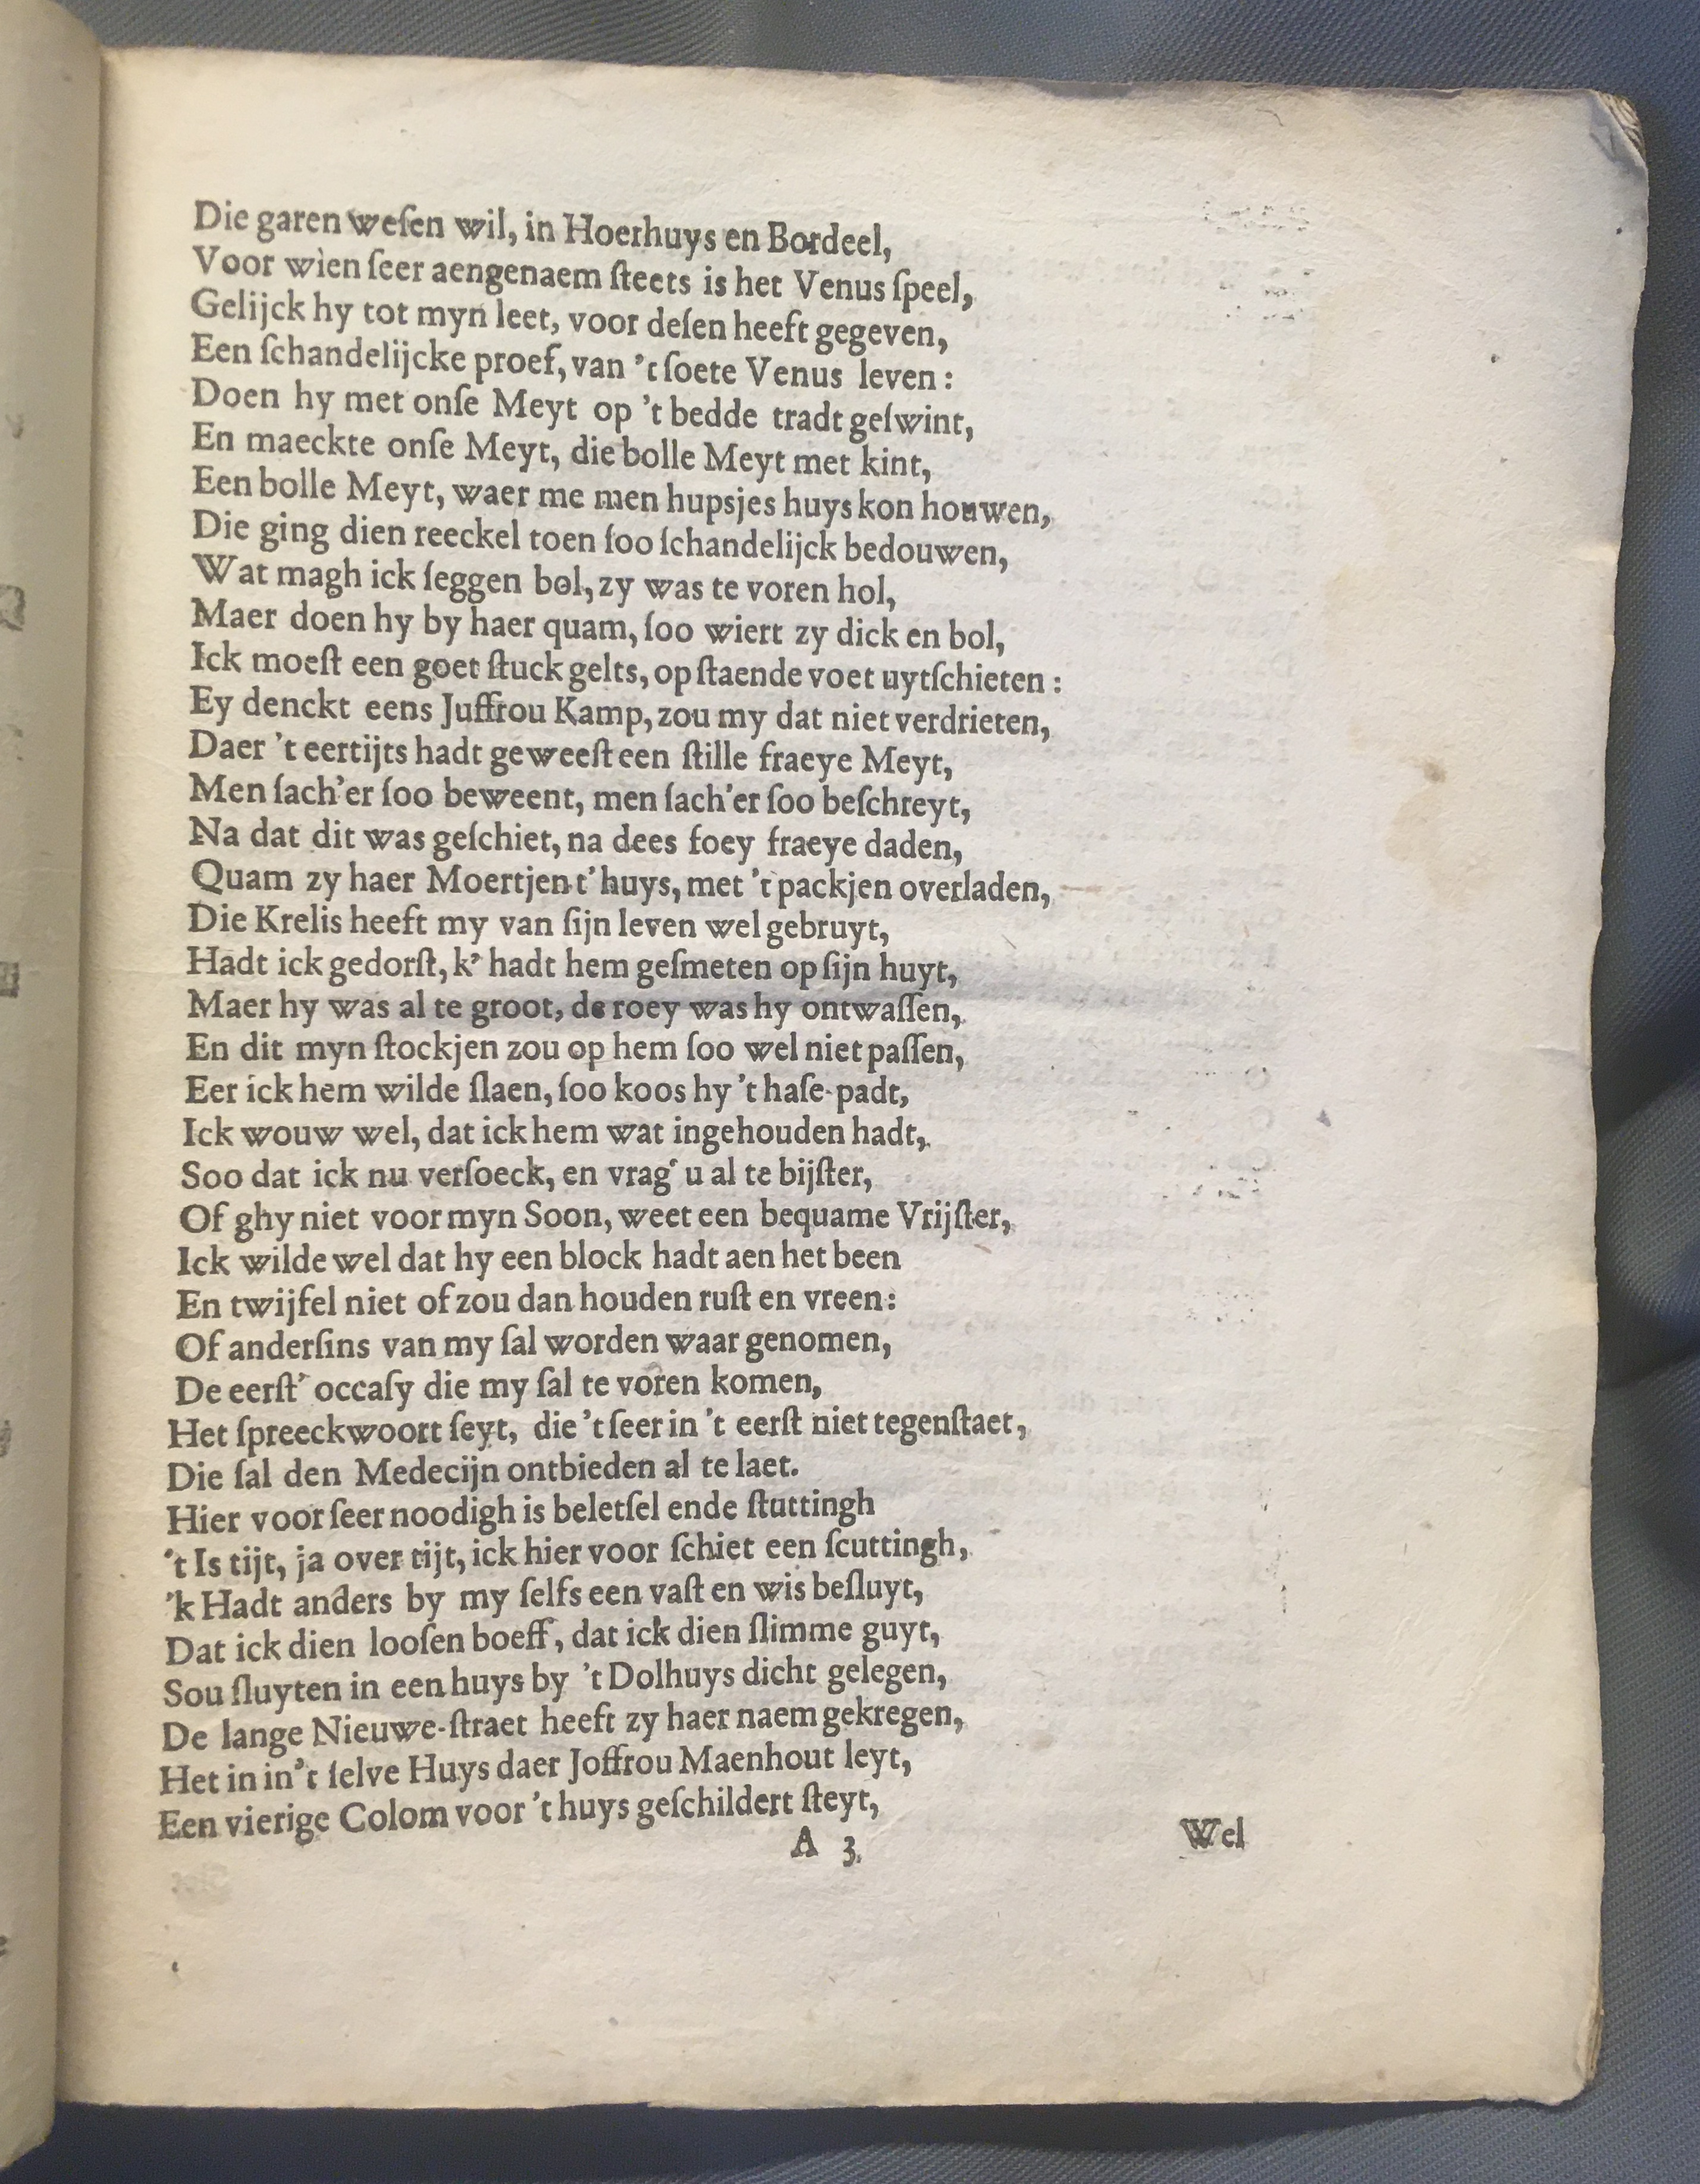 Die garen weſen wil, in Hoerhuys en Bordeel,
Voor wien ſeer aengenaem ſteets is het Venus ſpeel,
Gelijck hy tot myn leet, voor deſen heeft gegeven,
Een ſchandelijcke proef, van 't ſoete Venus leven:
Doen hy met onſe Meyt op 't bedde tradt geſwint,
En maeckte onſe Meyt, die bolle Meyt met kint,
Een bolle Meyt, waer me men hupsjes huys kon houwen,
Die ging dien reeckel toen ſoo ſchandelijck bedouwen,
Wat magh ick ſeggen bol, zy was te voren hol,
Maer doen hy by haer quam, ſoo wiert zy dick en bol,
Ick moeſt een goet ſtuck gelts, op ſtaende voet uytſchieten:
Ey denckt eens Juffrou Kamp, zou my dat niet verdrieten,
Daer 't eertijts hadt geweeſt een ſtille fraeye Meyt,
Men ſach'er ſoo beweent, men ſach'er ſoo beſchreyt,
Na dat dit was geſchiet, na dees foey fraeye daden,
Quam zy haer Moertjen t'huys, met 't packjen overladen,
Die Krelis heeft my van ſijn leven wel gebruyt,
Hadt ick gedorſt, k' hadt hem geſmeten op ſijn huyt,
Maer hy was al te groot, de roey was hy ontwaſſen,
En dit myn ſtockjen zou op hem ſoo wel niet paſſen,
Eer ick hem wilde ſlaen, ſoo koos hy 't haſe-padt,
Ick wouw wel, dat ick hem wat ingehouden hadt,
Soo dat ick nu verſoeck, en vrag' u al te bijſter,
Of ghy niet voor myn Soon, weet een bequame Vrijſter,
Ick wilde wel dat hy een block hadt aen het been
En twijfel niet of zou dan houden ruſt en vreen:
Of anderſins van my ſal worden waar genomen,
De eerſt' occaſy die my ſal te voren komen,
Het ſpreeckwoort ſeyt, die 't ſeer in 't eerſt niet tegenſtaet,
Die ſal den Medecijn ontbieden al te laet.
Hier voor ſeer noodigh is beletſel ende ſtuttingh
't Is tijt, ja over tijt, ick hier voor ſchiet een ſcuttingh,
'k Hadt anders by my ſelfs een vaſt en wis beſluyt,
Dat ick dien looſen boeff, dat ick dien ſlimme guyt,
Sou ſluyten in een huys by 't Dolhuys dicht gelegen,
De lange Nieuwe-ſtraet heeft zy haer naem gekregen,
Het in in't ſelve Huys daer Joffrou Maenhout leyt,
Een vierige Colom voor 't huys geſchildert ſteyt,
A 3. Wel